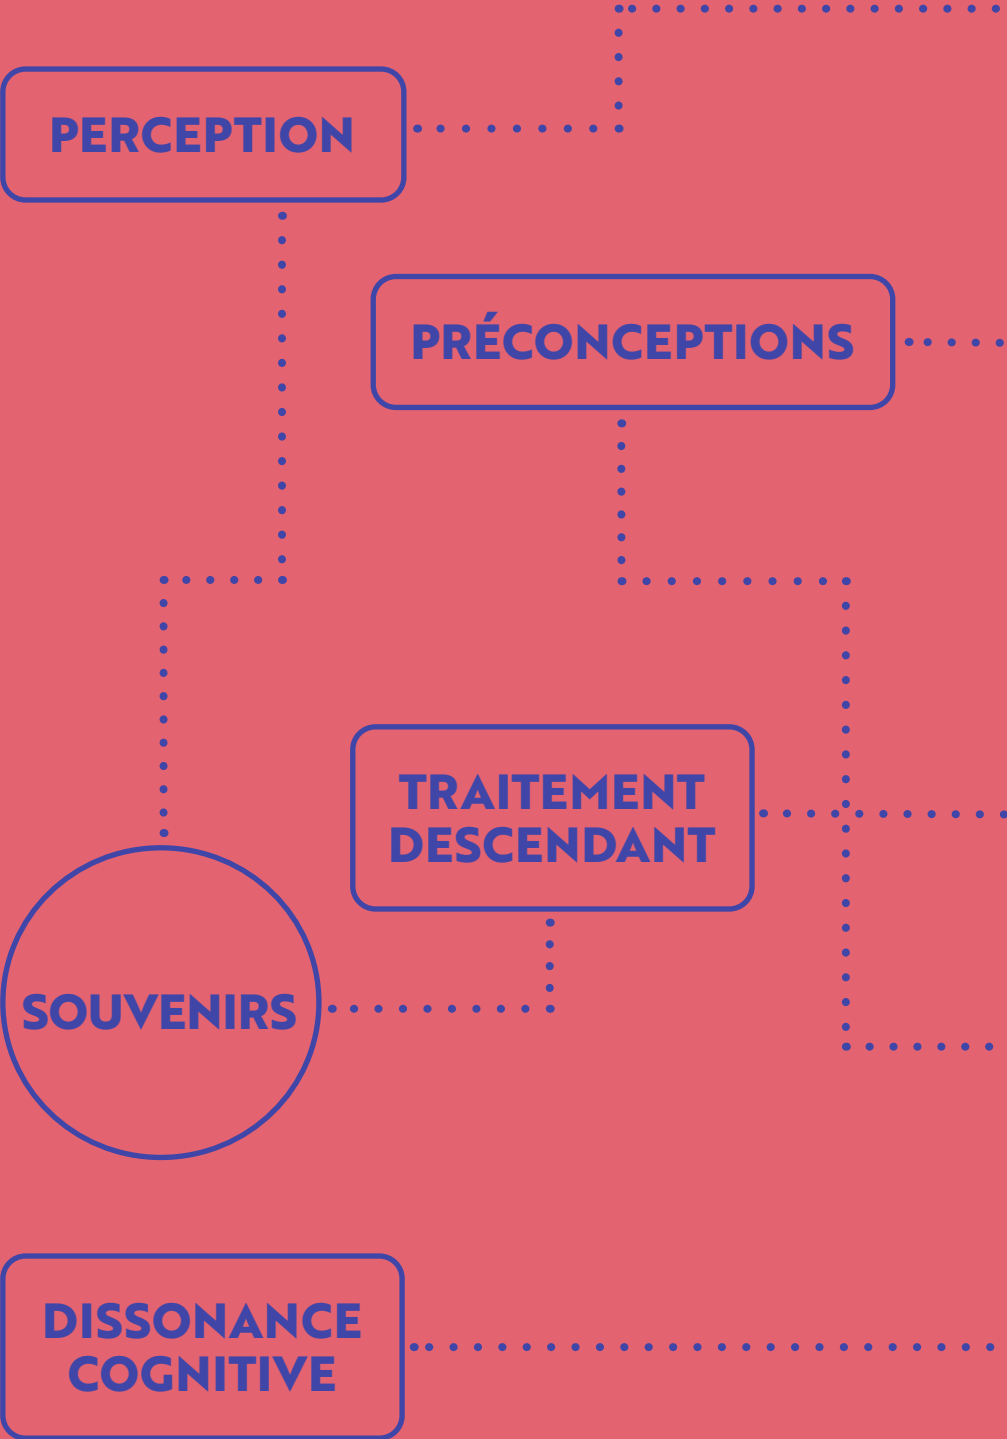 PERCEPTION
PRÉCONCEPTIONS
TRAITEMENT
DESCENDANT
SOUVENIRS
DISSONANCE
COGNITIVE